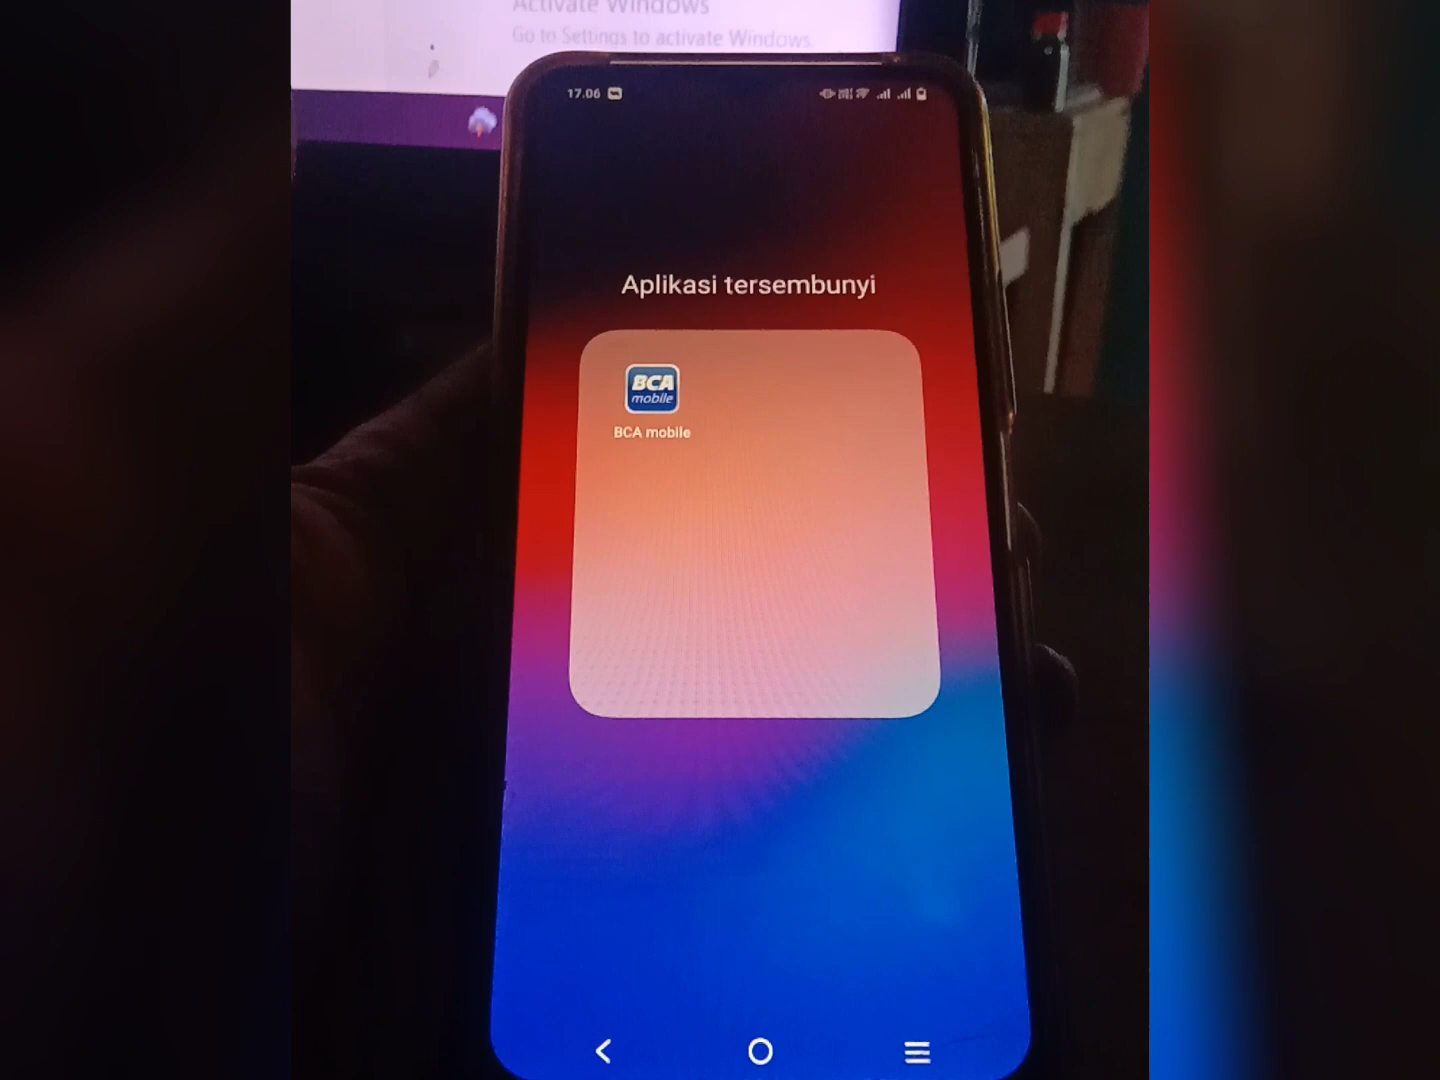 Activate Windows
Go to Settings to activate Windows.
17.06
Aplikasi tersembunyi
BCA
mobile
BCA mobile